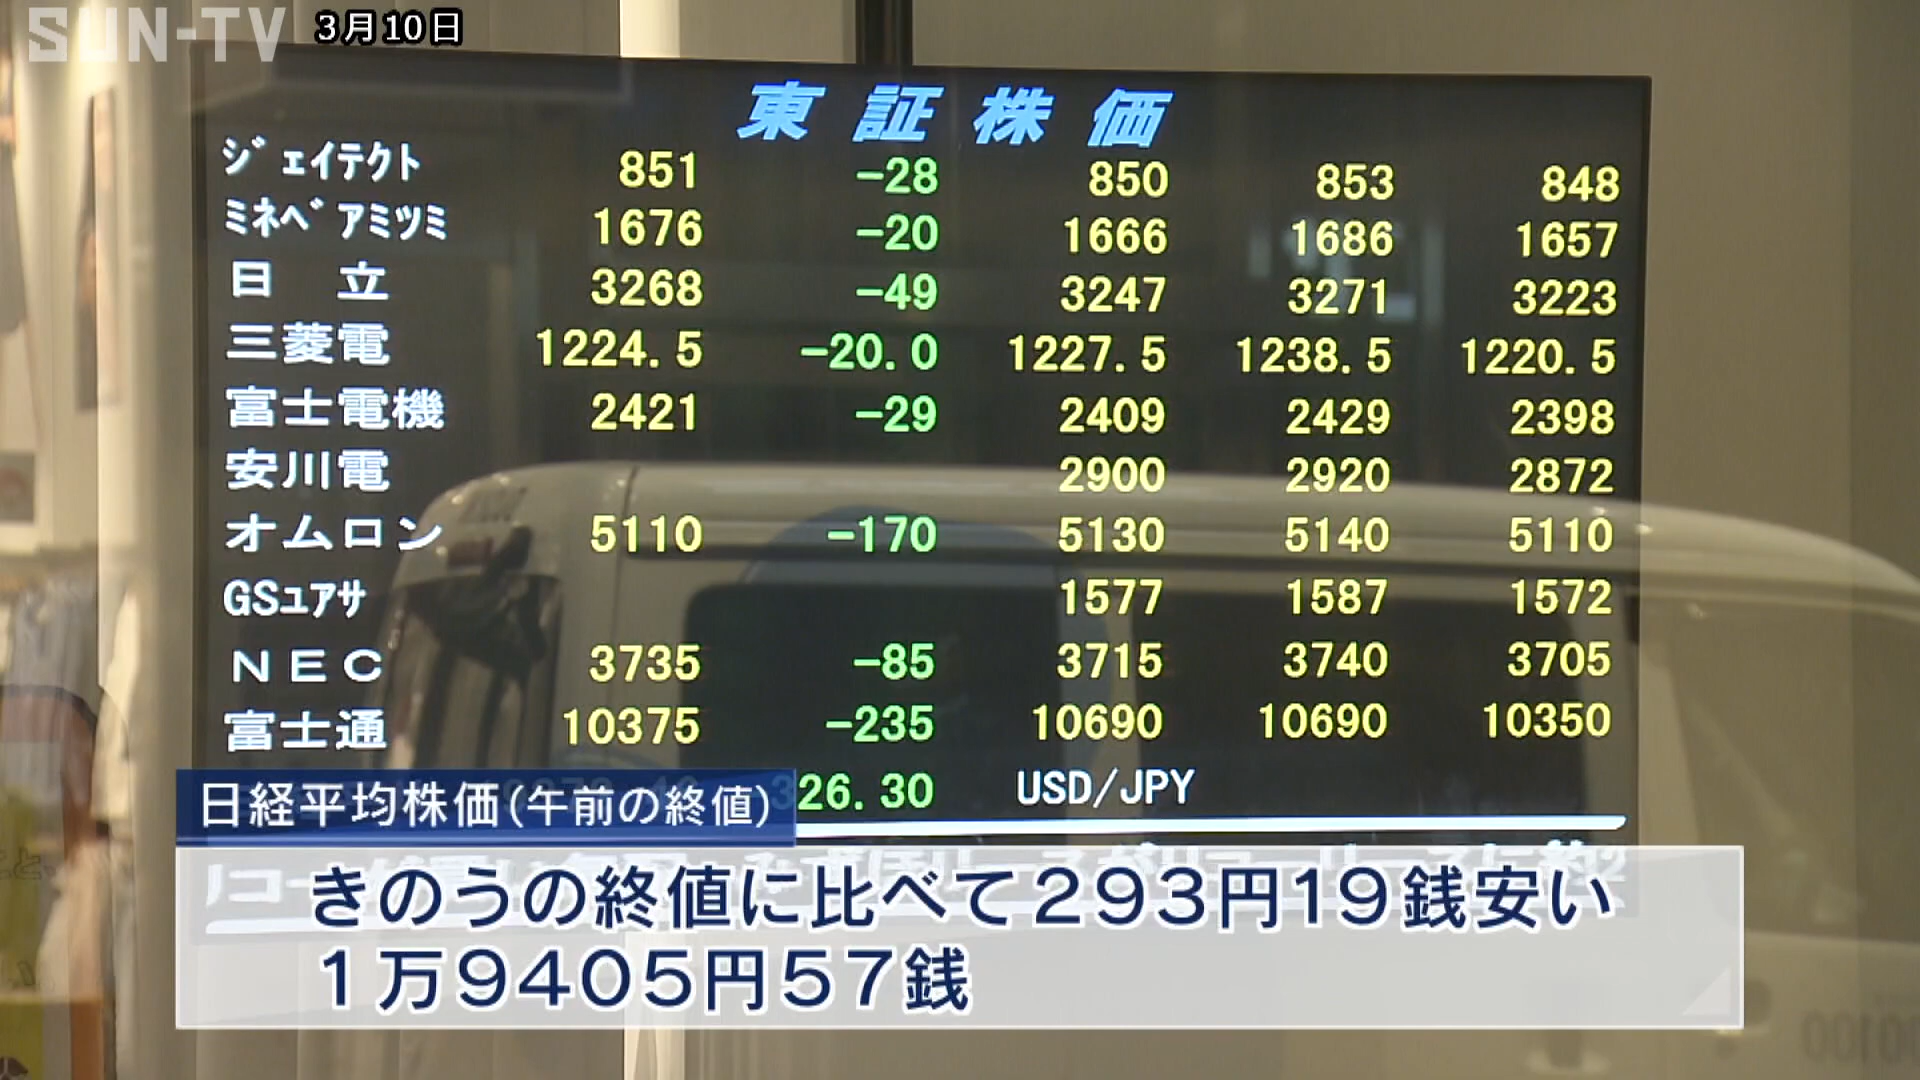 SUN-TV 3月10日
東証株価
ｼﾞｪｲﾃｸﾄ 851 -28 850 853 848
ﾐﾈﾍﾞｱﾐﾂﾐ 1676 -20 1666 1686 1657
日立 3268 -49 3247 3271 3223
三菱電 1224.5 -20.0 1227.5 1238.5 1220.5
富士電機 2421 -29 2409 2429 2398
安川電 2900 2920 2872
オムロン 5110 -170 5130 5140 5110
GSﾕｱｻ 1577 1587 1572
ＮＥＣ 3735 -85 3715 3740 3705
富士通 10375 -235 10690 10690 10350
326.30 USD/JPY
日経平均株価(午前の終値)
きのうの終値に比べて２９３円１９銭安い
１万９４０５円５７銭